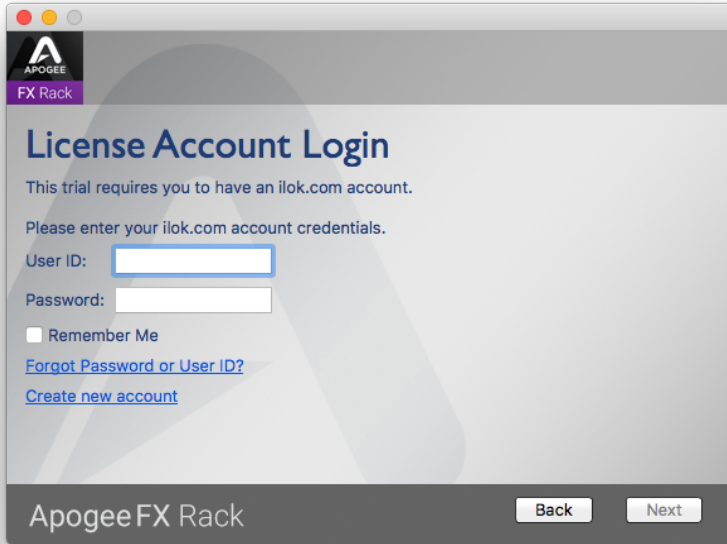 APOGEE
FX Rack
License Account Login
This trial requires you to have an ilok.com account.
Please enter your ilok.com account credentials.
User ID:
Password:
Remember Me
Forgot Password or User ID?
Create new account
Apogee FX Rack
Back
Next